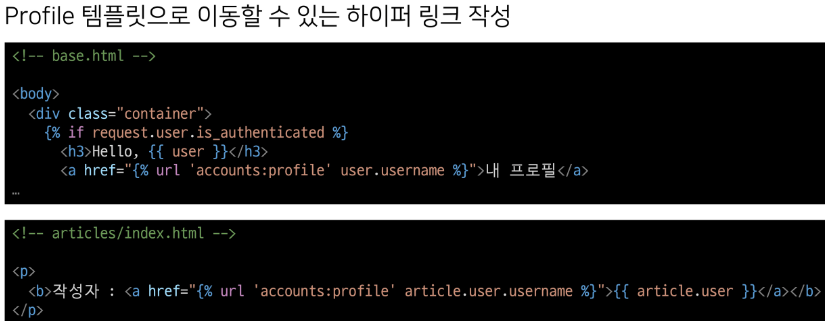 Profile 템플릿으로 이동할 수 있는 하이퍼 링크 작성
<!-- base.html -->
<body>
<div class="container">
{% if request.user.is_authenticated %}
<h3>Hello, {{ user }}</h3>
<a href="{% url 'accounts:profile' user.username %}">내 프로필</a>
…
<!-- articles/index.html -->
<p>
<b>작성자 : <a href="{% url 'accounts:profile' article.user.username %}">{{ article.user }}</a></b>
</p>